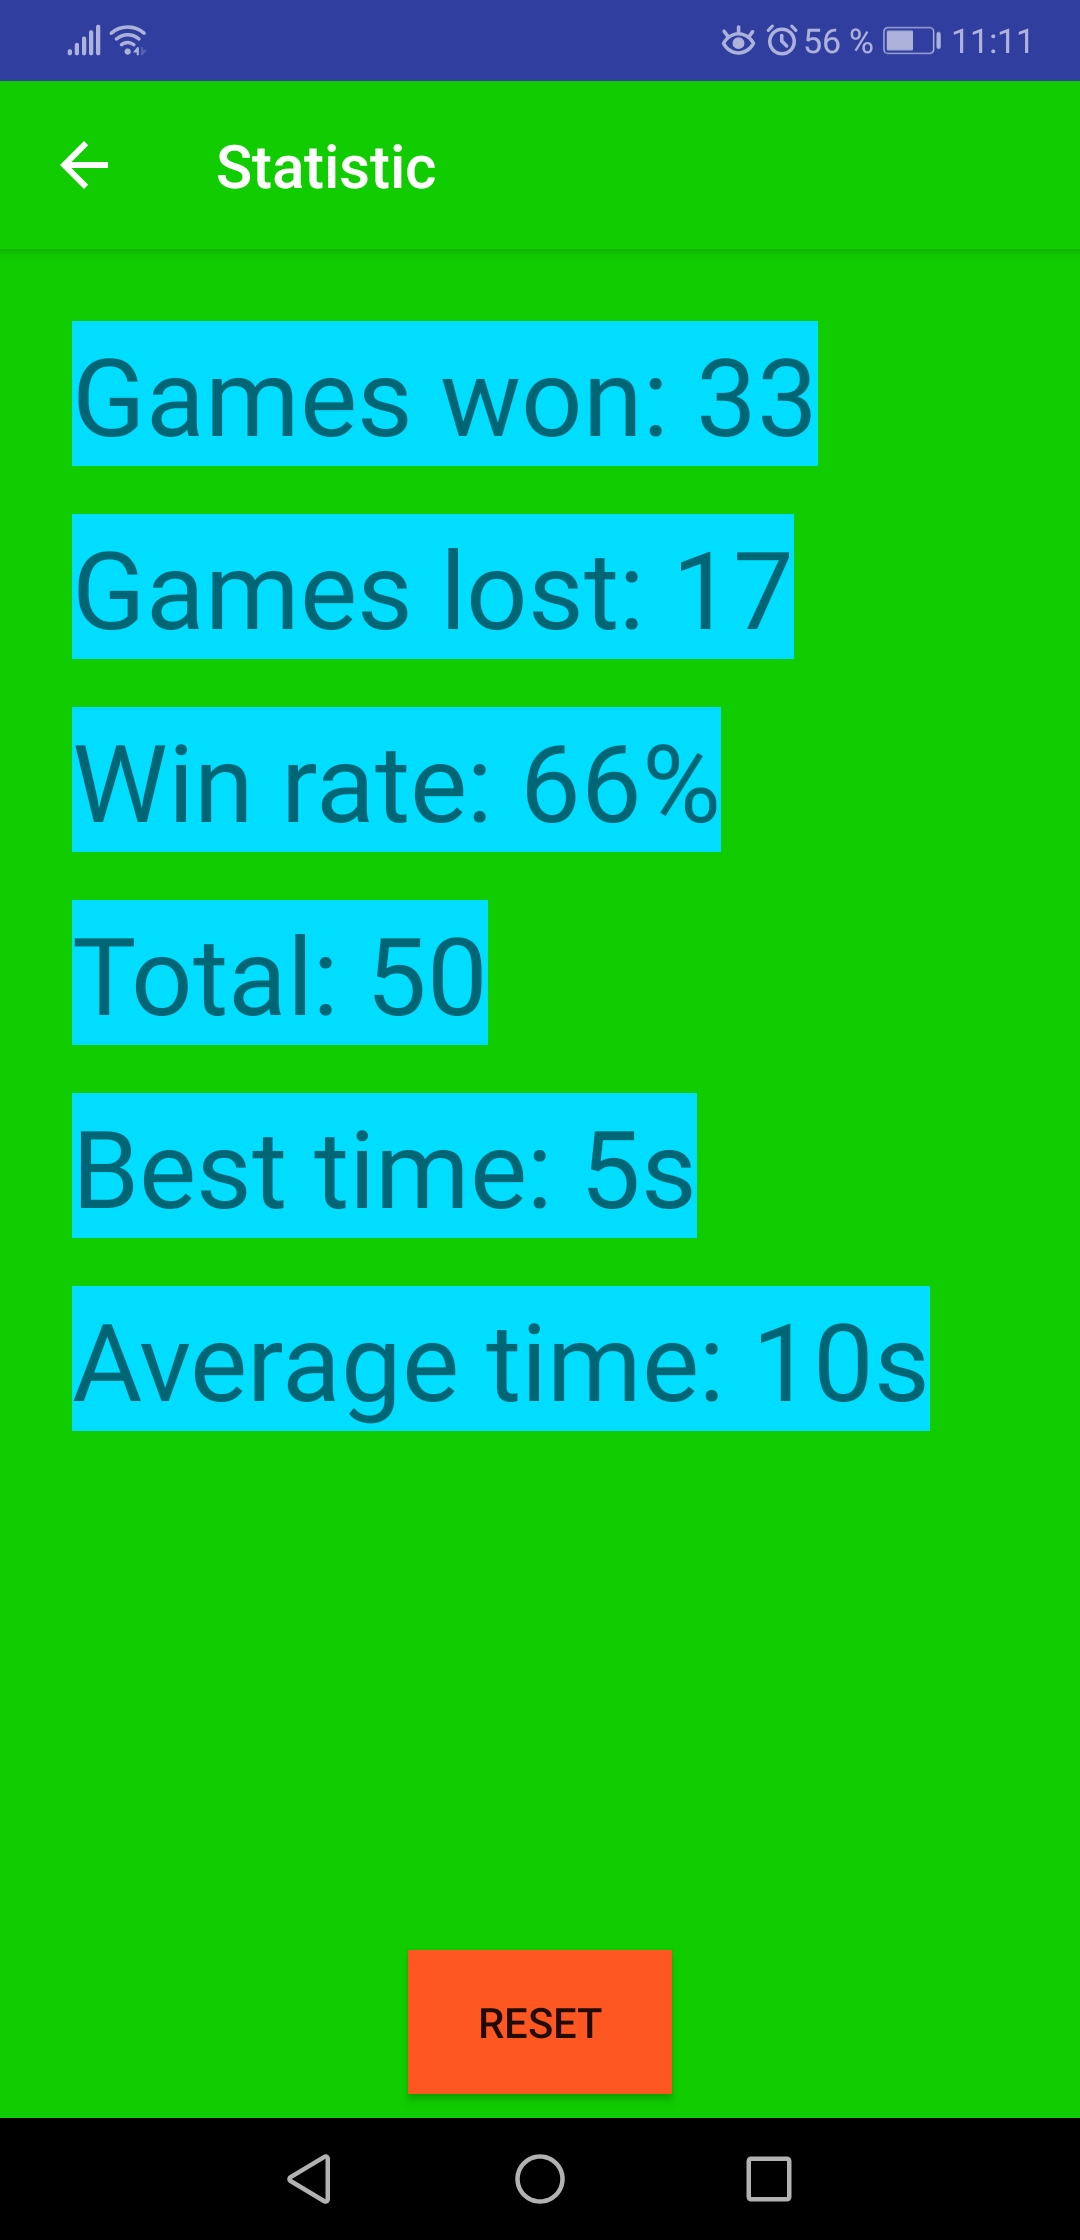 56 % 11:11
Statistic
Games won: 33
Games lost: 17
Win rate: 66%
Total: 50
Best time: 5s
Average time: 10s
RESET